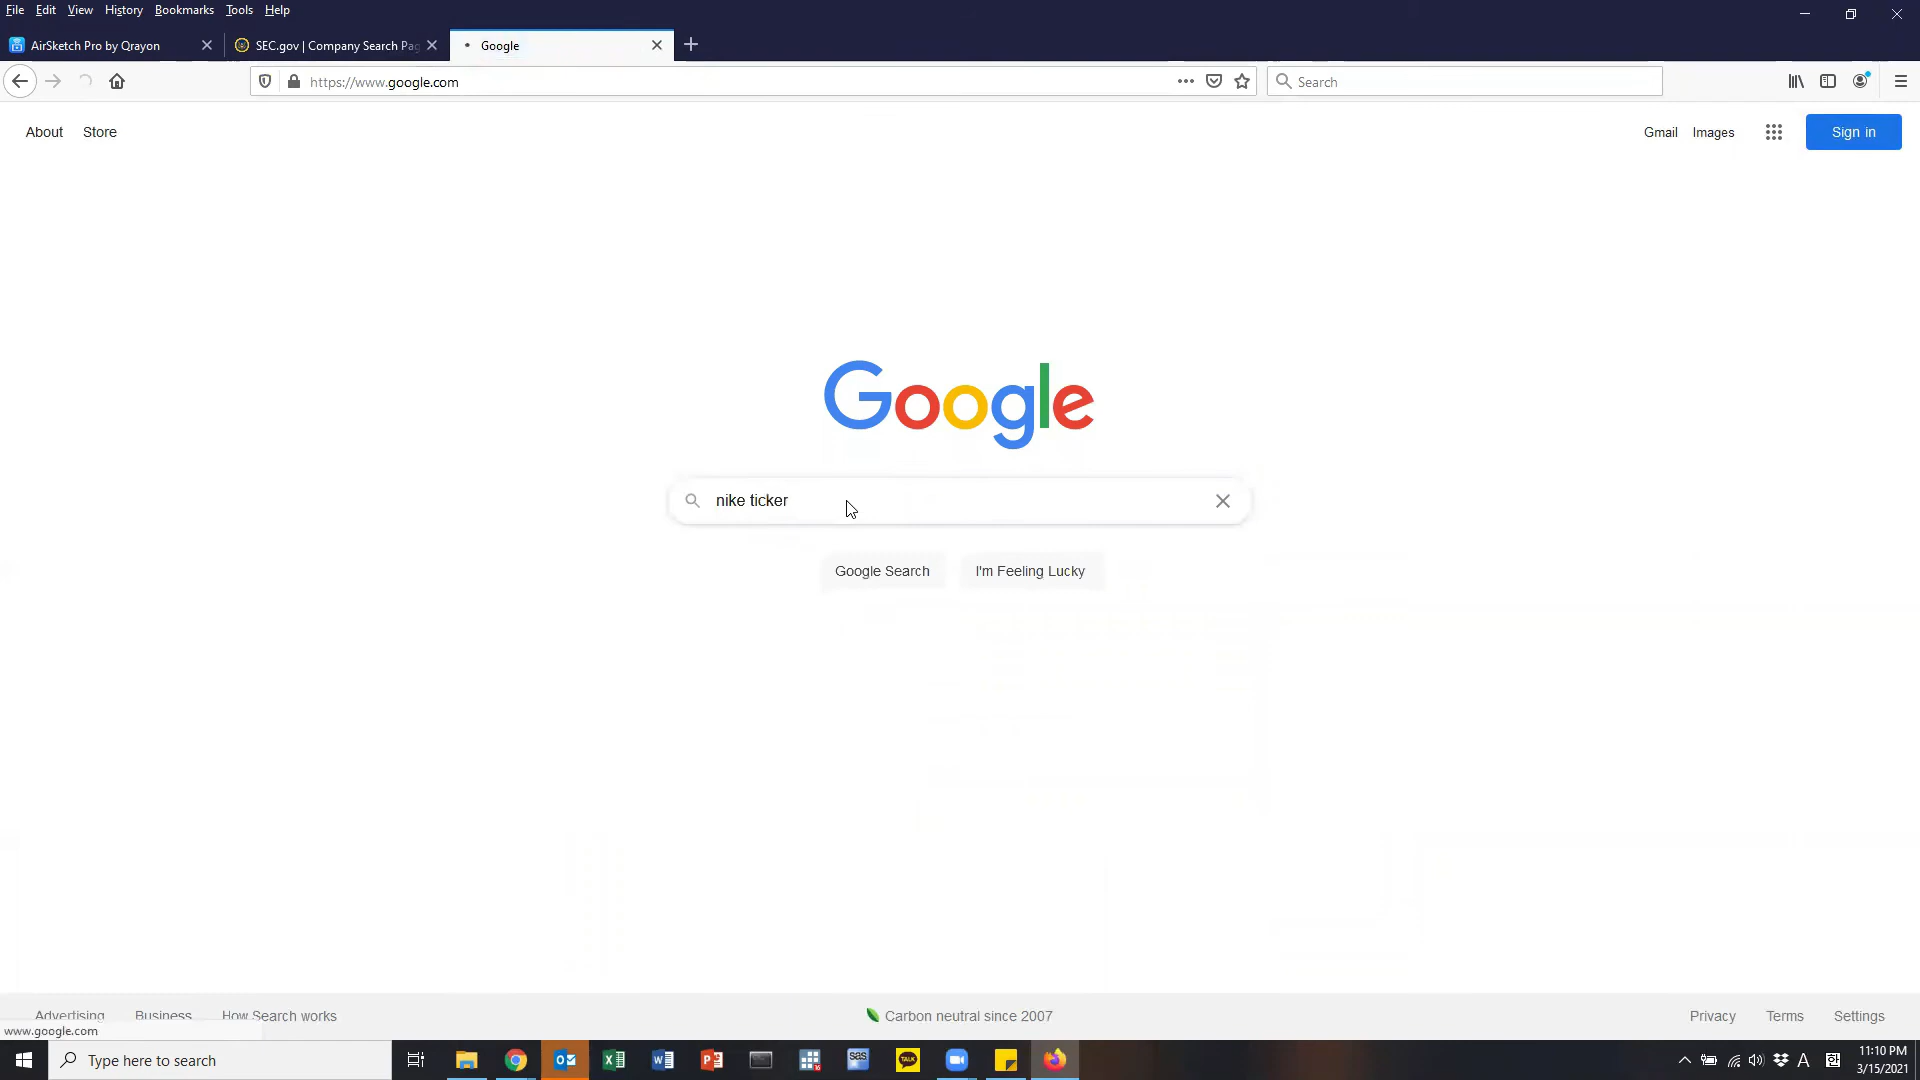 File Edit View History Bookmarks Tools Help
AirSketch Pro by Qrayon
SEC.gov | Company Search Pag
Google
https://www.google.com
Search
About Store
Gmail Images
Sign in
Google
nike ticker
Google Search
I'm Feeling Lucky
Advertising Business How Search works
Carbon neutral since 2007
Privacy Terms Settings
www.google.com
Type here to search
11:10 PM
3/15/2021